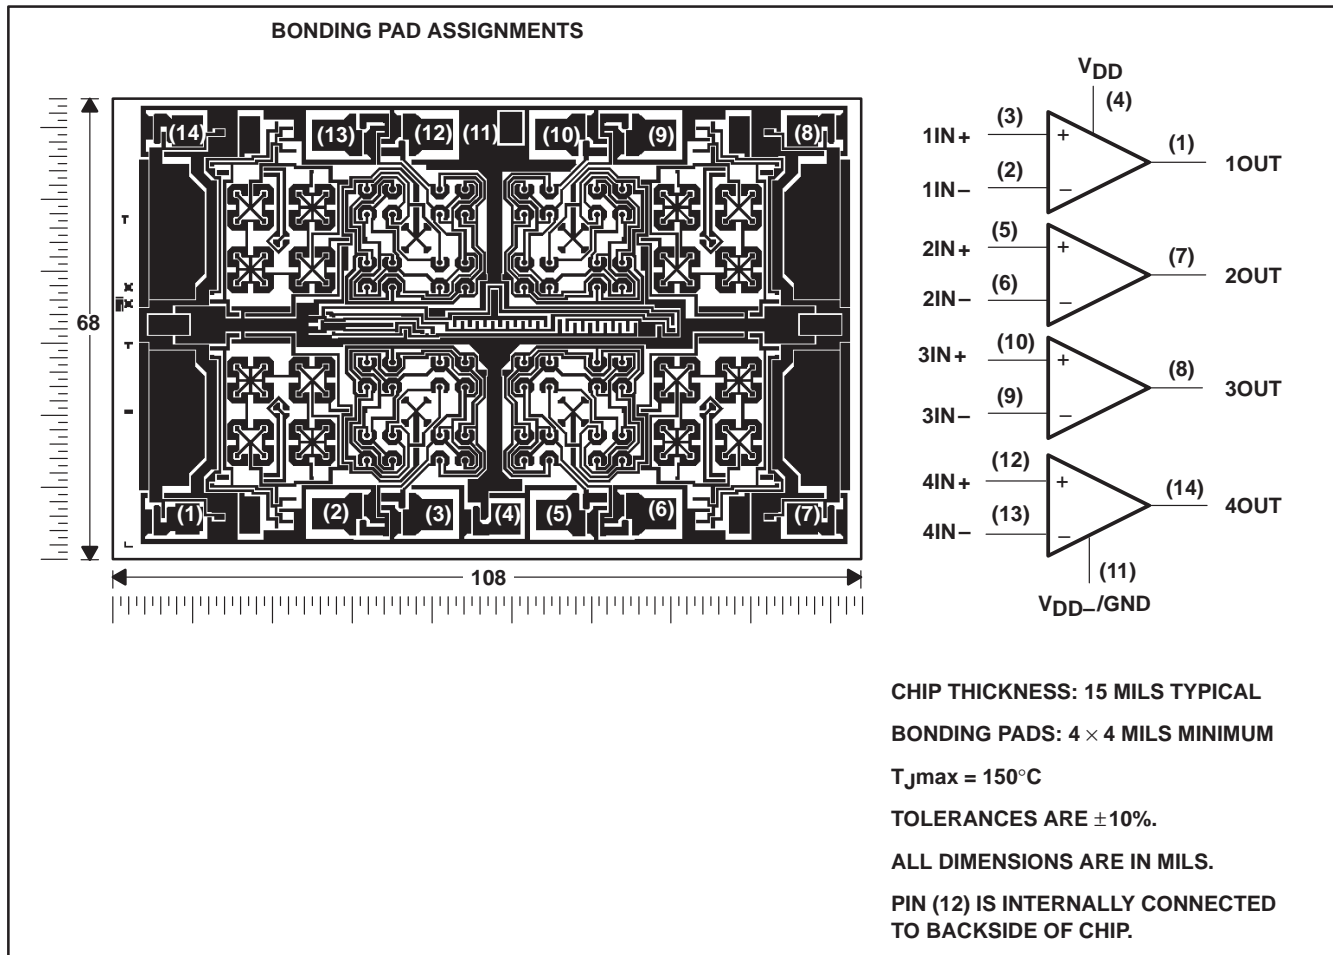 BONDING PAD ASSIGNMENTS
(14) (13) (12) (11) (10) (9) (8)
68
(1) (2) (3) (4) (5) (6) (7)
108
VDD
(4)
1IN+ (3) + (1) 1OUT
1IN− (2) −
2IN+ (5) + (7) 2OUT
2IN− (6) −
3IN+ (10) + (8) 3OUT
3IN− (9) −
4IN+ (12) + (14) 4OUT
4IN− (13) −
(11)
VDD−/GND
CHIP THICKNESS: 15 MILS TYPICAL
BONDING PADS: 4 × 4 MILS MINIMUM
TJmax = 150°C
TOLERANCES ARE ±10%.
ALL DIMENSIONS ARE IN MILS.
PIN (12) IS INTERNALLY CONNECTED
TO BACKSIDE OF CHIP.